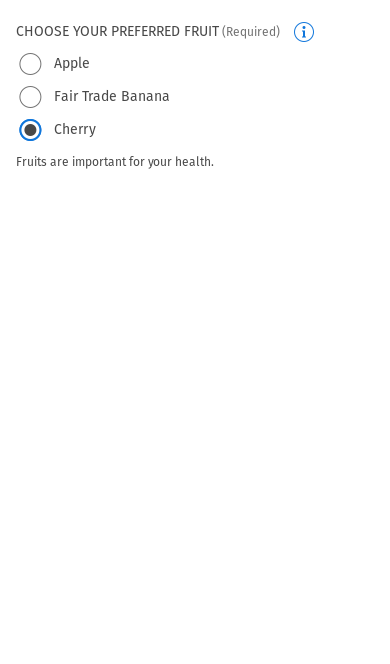 CHOOSE YOUR PREFERRED FRUIT (Required)
Apple
Fair Trade Banana
Cherry
Fruits are important for your health.